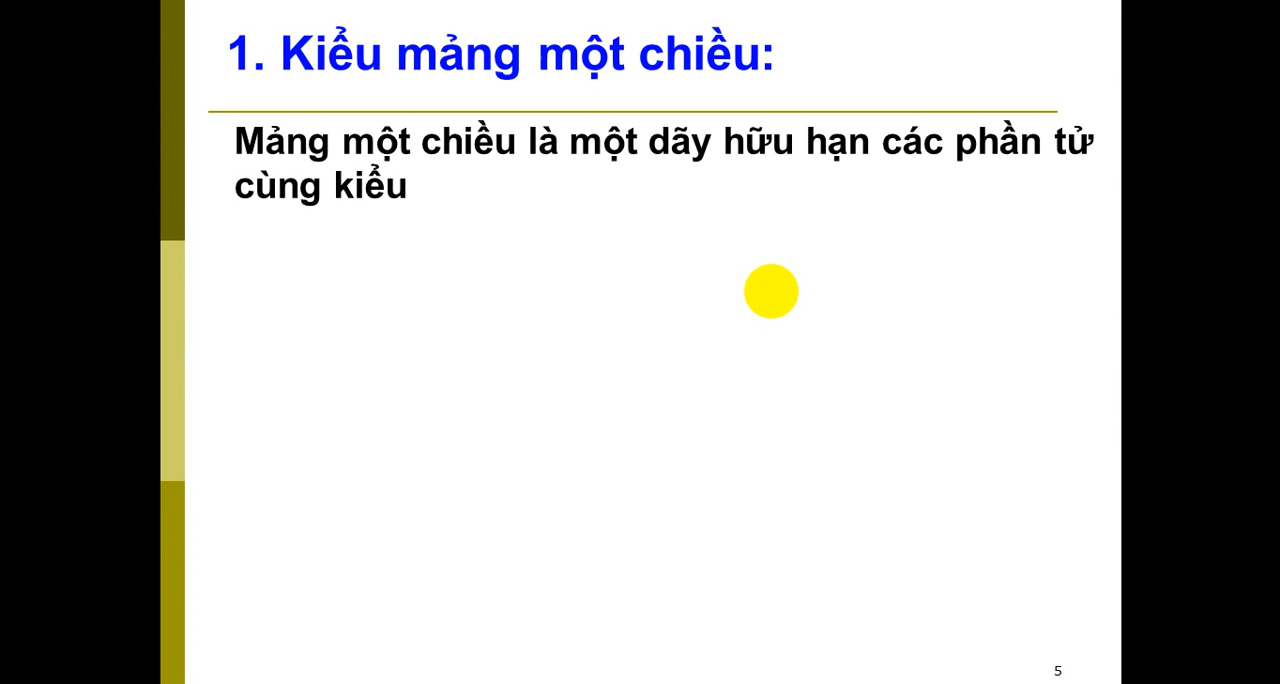 1. Kiểu mảng một chiều:
Mảng một chiều là một dãy hữu hạn các phần tử
cùng kiểu
5